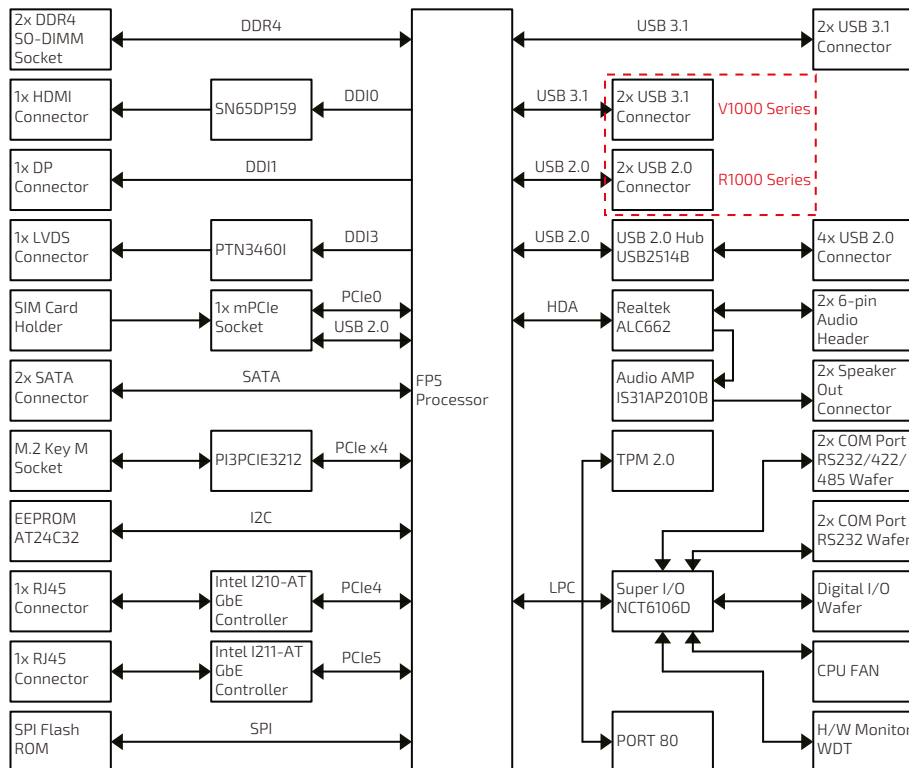 2x DDR4
SO-DIMM
Socket
DDR4
1x HDMI
Connector
SN65DP159
DDI0
1x DP
Connector
DDI1
1x LVDS
Connector
PTN3460I
DDI3
SIM Card
Holder
1x mPCIe
Socket
PCIe0
USB 2.0
2x SATA
Connector
SATA
M.2 Key M
Socket
PI3PCIE3212
PCIe x4
EEPROM
AT24C32
I2C
1x RJ45
Connector
Intel I210-AT
GbE
Controller
PCIe4
1x RJ45
Connector
Intel I211-AT
GbE
Controller
PCIe5
SPI Flash
ROM
SPI
FP5
Processor
USB 3.1
2x USB 3.1
Connector
USB 3.1
2x USB 3.1
Connector
V1000 Series
USB 2.0
2x USB 2.0
Connector
R1000 Series
USB 2.0
USB 2.0 Hub
USB2514B
4x USB 2.0
Connector
HDA
Realtek
ALC662
2x 6-pin
Audio
Header
Audio AMP
IS31AP2010B
2x Speaker
Out
Connector
TPM 2.0
2x COM Port
RS232/422/
485 Wafer
2x COM Port
RS232 Wafer
LPC
Super I/O
NCT6106D
Digital I/O
Wafer
CPU FAN
PORT 80
H/W Monitor
WDT